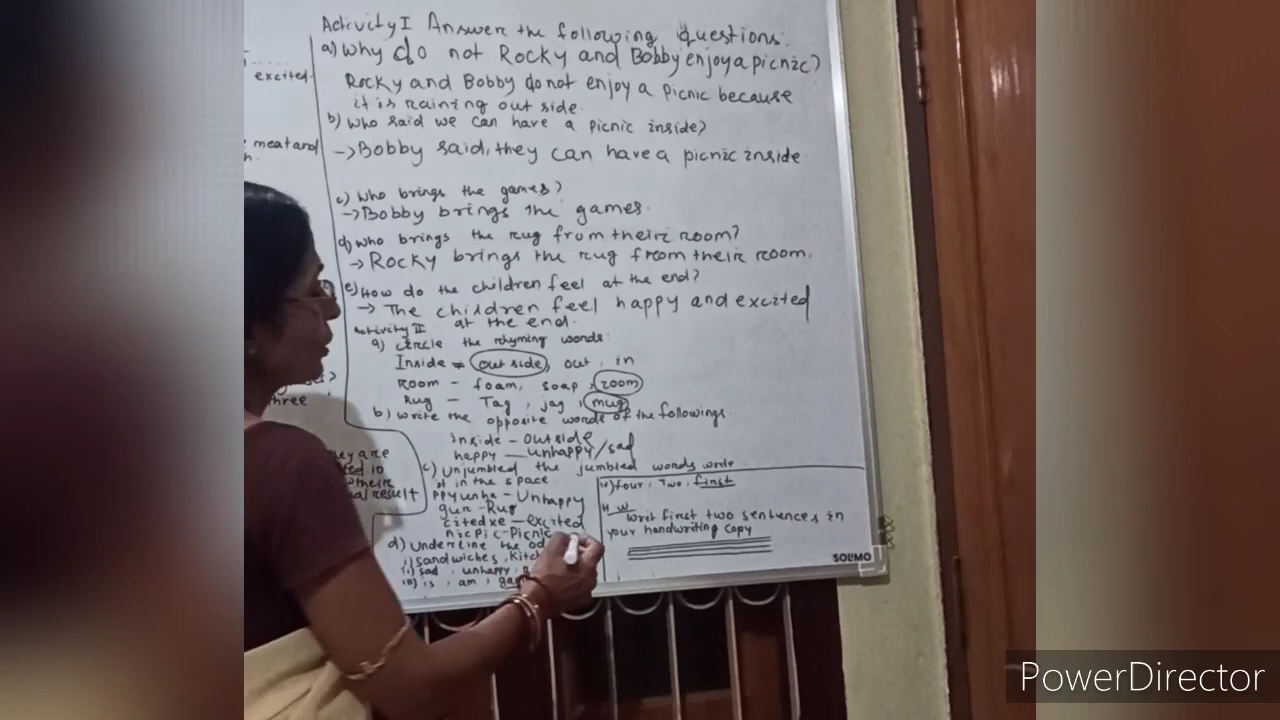 excited.
meat and
three
they are
result
Activity I Answer the following questions:
a) Why do not Rocky and Bobby enjoy a picnic?
Rocky and Bobby do not enjoy a picnic because
it is raining out side.
b) Who said we can have a picnic inside?
→ Bobby said, they can have a picnic inside
c) Who brings the games?
→ Bobby brings the games.
d) Who brings the rug from their room?
→ Rocky brings the rug from their room.
e) How do the children feel at the end?
→ The children feel happy and excited
at the end.
Activity II
a) Circle the rhyming words:
Inside = out side, out, in
Room - foam, soap, zoom
Rug - Tag, jag, mug
b) Write the opposite words of the followings.
Inside - outside
happy — unhappy/sad
c) Unjumbled the jumbled words write
it in the space
ppyunha - Unhappy
gur - Rug
citedxe - excited
nicpic - Picnic
d) Underline the
i) Sandwiches,
ii) sad, unhappy,
iii) is, am,
iv) four, Two, first
H W
Writ first two sentences in
your handwriting copy
SOLIMO
PowerDirector